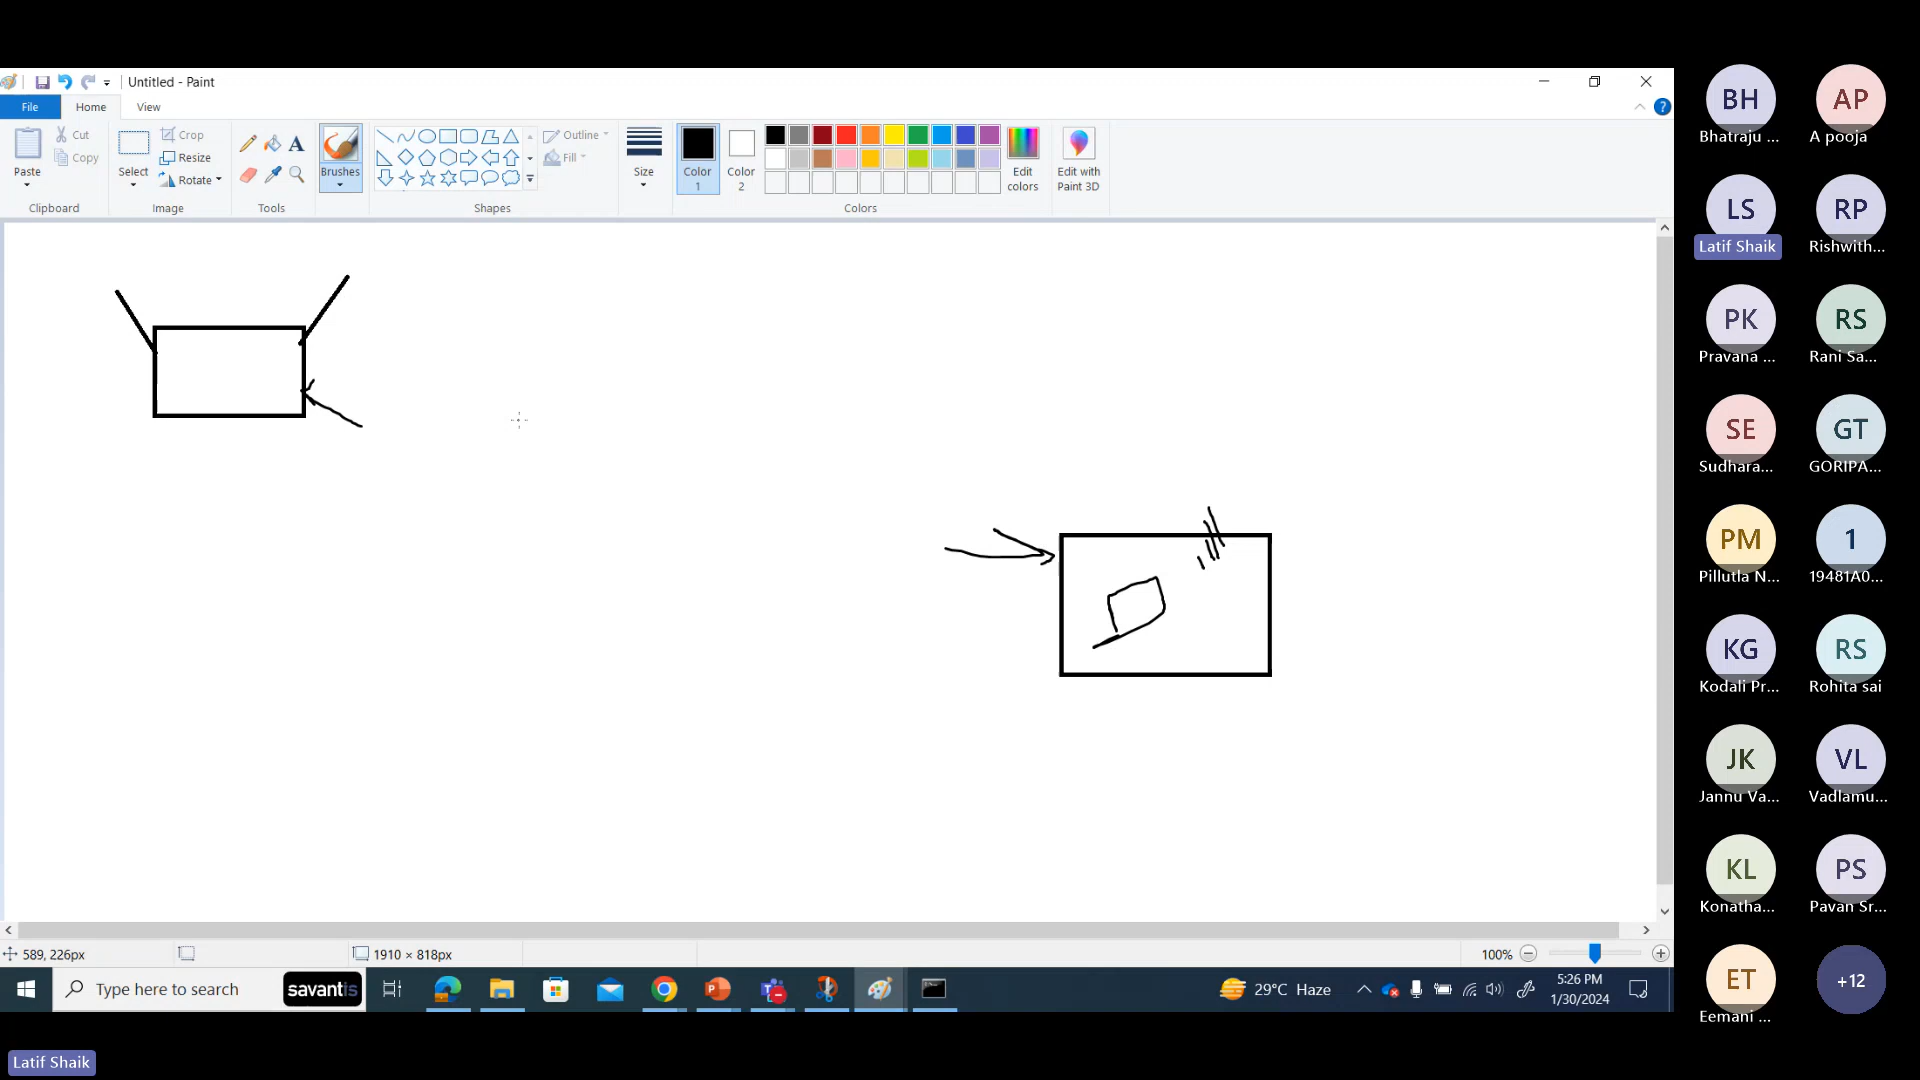 Untitled - Paint
File Home View
Cut
Copy
Paste
Crop
Resize
Rotate
Select
Brushes
Outline
Fill
Size
Color 1
Color 2
Edit colors
Edit with Paint 3D
Clipboard
Image
Tools
Shapes
Colors
589, 226px
1910 × 818px
100%
Type here to search
savantis
29°C Haze
5:26 PM
1/30/2024
Latif Shaik
BH
Bhatraju ...
AP
A pooja
LS
Latif Shaik
RP
Rishwith...
PK
Pravana ...
RS
Rani Sa...
SE
Sudhara...
GT
GORIPA...
PM
Pillutla N...
1
19481A0...
KG
Kodali Pr...
RS
Rohita sai
JK
Jannu Va...
VL
Vadlamu...
KL
Konatha...
PS
Pavan Sr...
ET
Eemani ...
+12